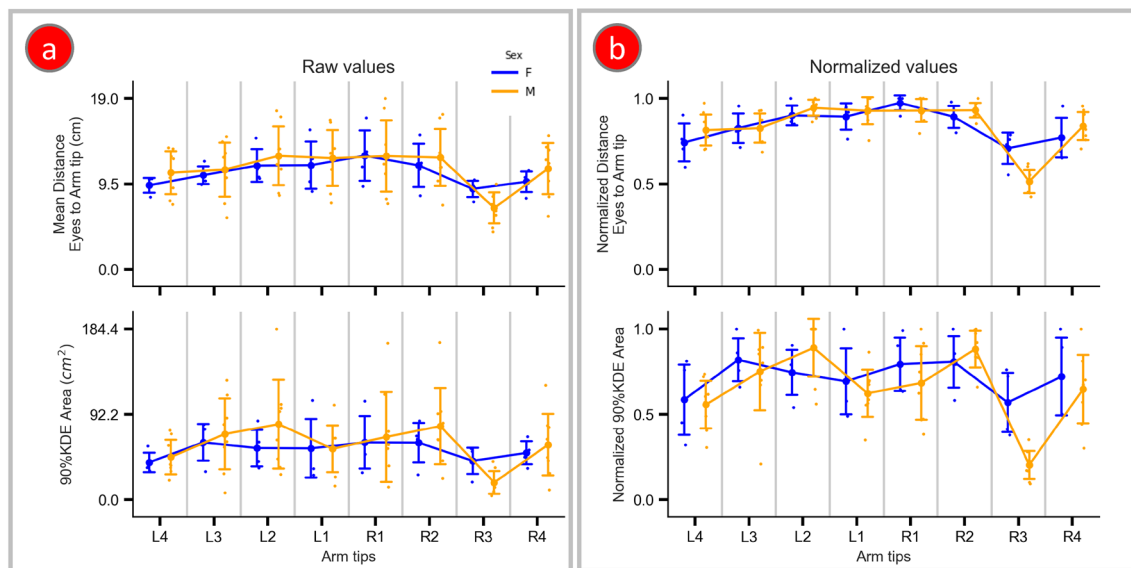 a
Raw values
Sex
F
M
Mean Distance
Eyes to Arm tip (cm)
19.0
9.5
0.0
90%KDE Area (cm²)
184.4
92.2
0.0
L4 L3 L2 L1 R1 R2 R3 R4
Arm tips
b
Normalized values
Normalized Distance
Eyes to Arm tip
1.0
0.5
0.0
Normalized 90%KDE Area
1.0
0.5
0.0
L4 L3 L2 L1 R1 R2 R3 R4
Arm tips